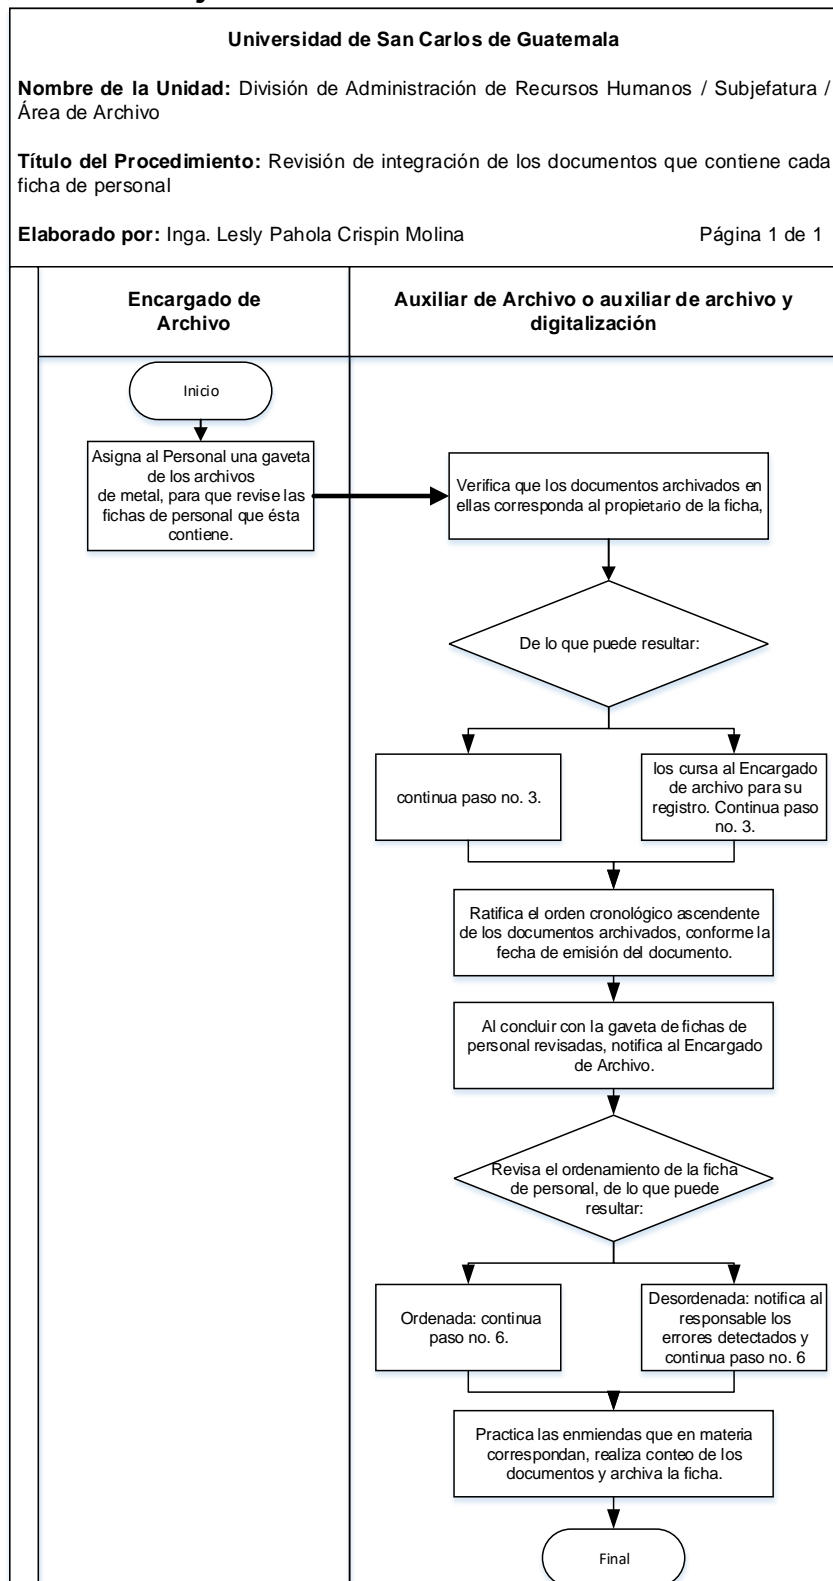 Universidad de San Carlos de Guatemala
Nombre de la Unidad: División de Administración de Recursos Humanos / Subjefatura /
Área de Archivo
Título del Procedimiento: Revisión de integración de los documentos que contiene cada
ficha de personal
Elaborado por: Inga. Lesly Pahola Crispin Molina Página 1 de 1
Encargado de
Archivo
Auxiliar de Archivo o auxiliar de archivo y
digitalización
Inicio
Asigna al Personal una gaveta
de los archivos
de metal, para que revise las
fichas de personal que ésta
contiene.
Verifica que los documentos archivados en
ellas corresponda al propietario de la ficha,
De lo que puede resultar:
continua paso no. 3.
los cursa al Encargado
de archivo para su
registro. Continua paso
no. 3.
Ratifica el orden cronológico ascendente
de los documentos archivados, conforme la
fecha de emisión del documento.
Al concluir con la gaveta de fichas de
personal revisadas, notifica al Encargado
de Archivo.
Revisa el ordenamiento de la ficha
de personal, de lo que puede
resultar:
Ordenada: continua
paso no. 6.
Desordenada: notifica al
responsable los
errores detectados y
continua paso no. 6
Practica las enmiendas que en materia
correspondan, realiza conteo de los
documentos y archiva la ficha.
Final